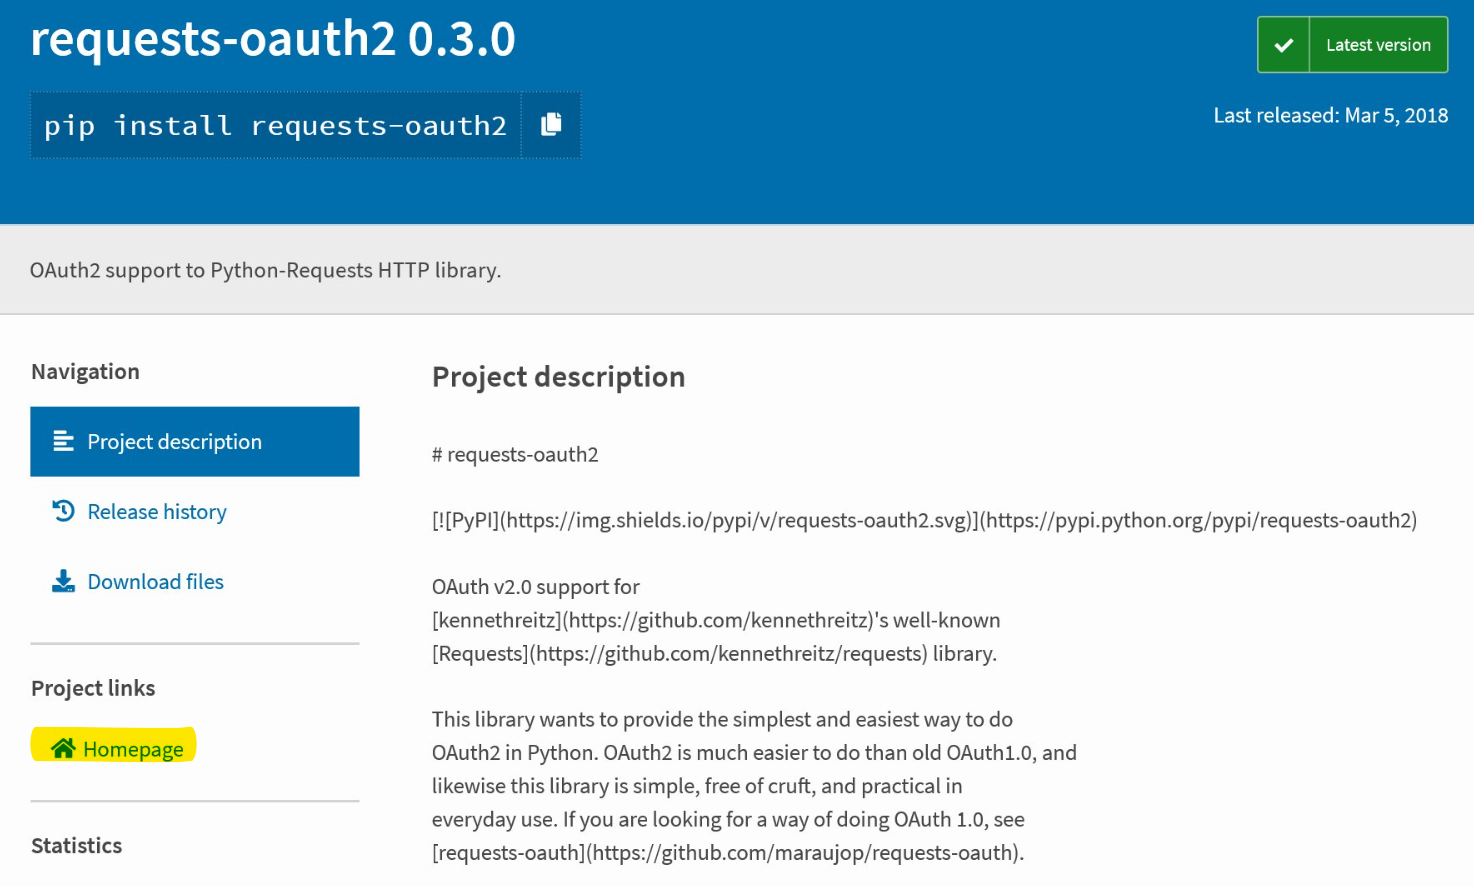 requests-oauth2 0.3.0
Latest version
pip install requests-oauth2
Last released: Mar 5, 2018
OAuth2 support to Python-Requests HTTP library.
Navigation
Project description
Release history
Download files
Project links
Homepage
Statistics
Project description
# requests-oauth2
[![PyPI](https://img.shields.io/pypi/v/requests-oauth2.svg)](https://pypi.python.org/pypi/requests-oauth2)
OAuth v2.0 support for
[kennethreitz](https://github.com/kennethreitz)'s well-known
[Requests](https://github.com/kennethreitz/requests) library.
This library wants to provide the simplest and easiest way to do
OAuth2 in Python. OAuth2 is much easier to do than old OAuth1.0, and
likewise this library is simple, free of cruft, and practical in
everyday use. If you are looking for a way of doing OAuth 1.0, see
[requests-oauth](https://github.com/maraujop/requests-oauth).